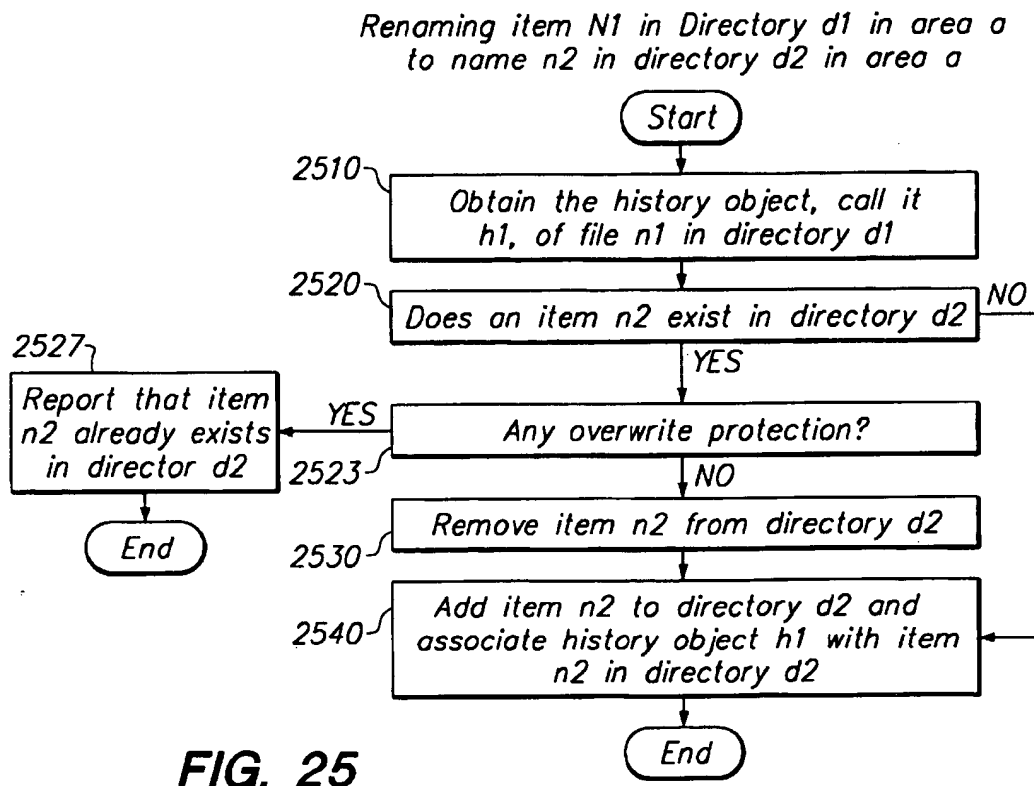 Renaming item N1 in Directory d1 in area a
to name n2 in directory d2 in area a
Start
2510
Obtain the history object, call it
h1, of file n1 in directory d1
2520
Does an item n2 exist in directory d2
NO
YES
2527
Report that item
n2 already exists
in director d2
YES
Any overwrite protection?
2523
NO
End
Remove item n2 from directory d2
2530
2540
Add item n2 to directory d2 and
associate history object h1 with item
n2 in directory d2
End
FIG. 25